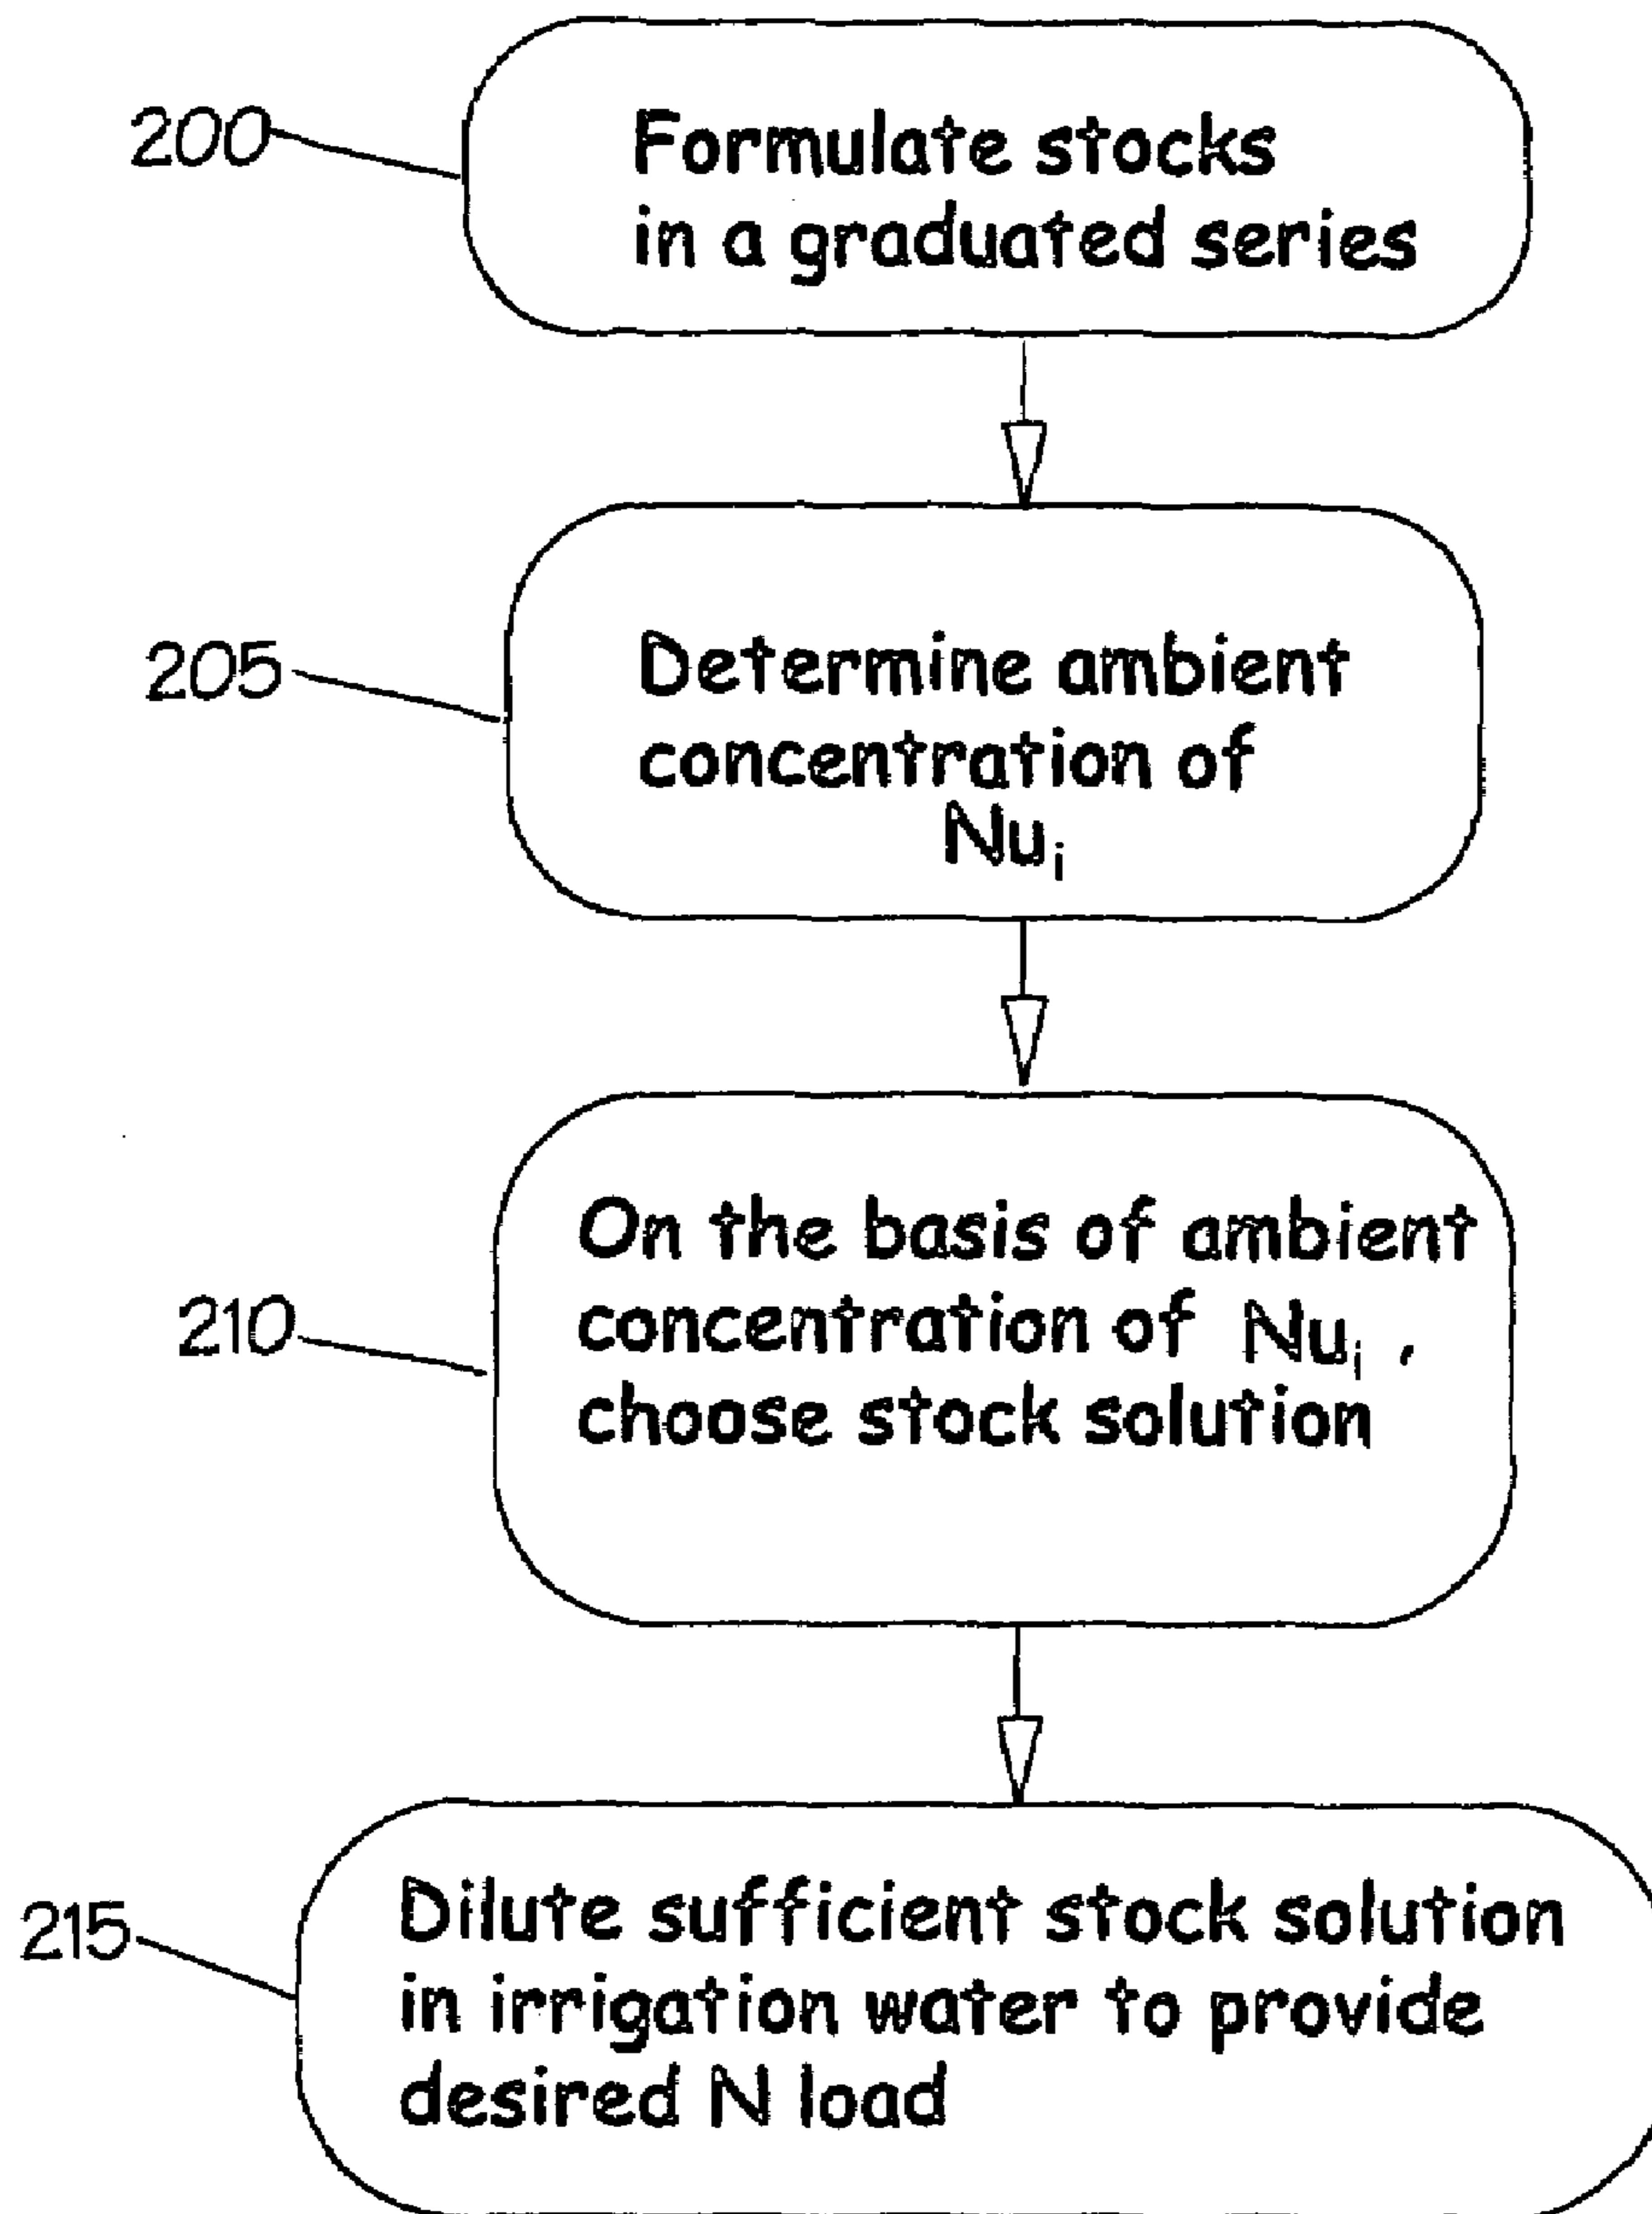 200
Formulate stocks
in a graduated series
205
Determine ambient
concentration of
Nuᵢ
210
On the basis of ambient
concentration of Nuᵢ ,
choose stock solution
215
Dilute sufficient stock solution
in irrigation water to provide
desired N load